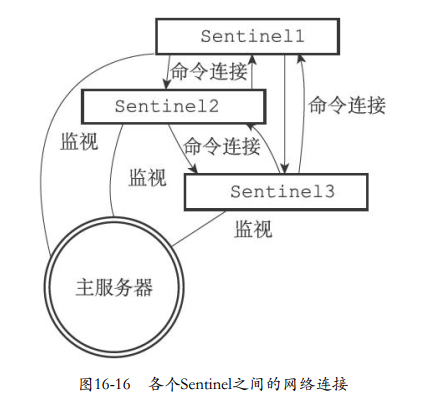 Sentinel1
命令连接
Sentinel2
命令连接
监视
命令连接
监视
Sentinel3
监视
主服务器
图16-16 各个Sentinel之间的网络连接